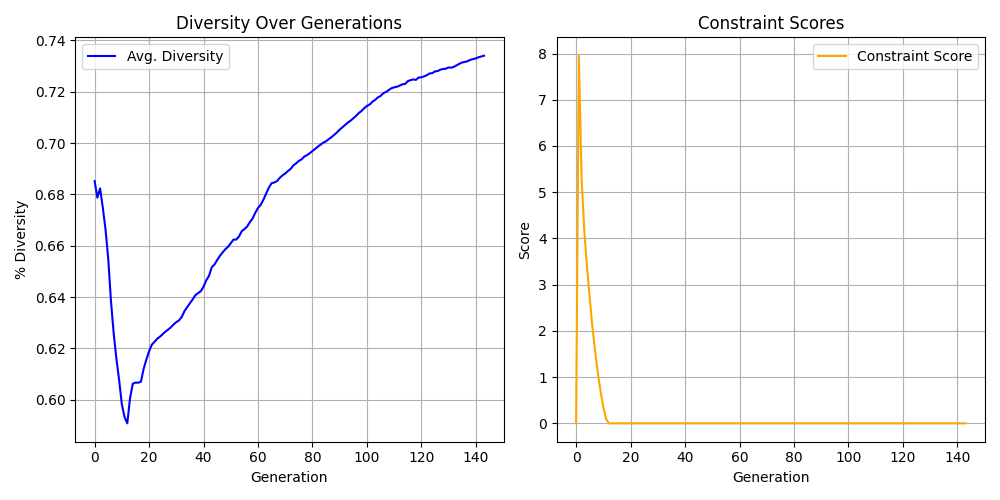 Diversity Over Generations
Avg. Diversity
% Diversity
0.74
0.72
0.70
0.68
0.66
0.64
0.62
0.60
0 20 40 60 80 100 120 140
Generation
Constraint Scores
Constraint Score
Score
8
7
6
5
4
3
2
1
0
0 20 40 60 80 100 120 140
Generation